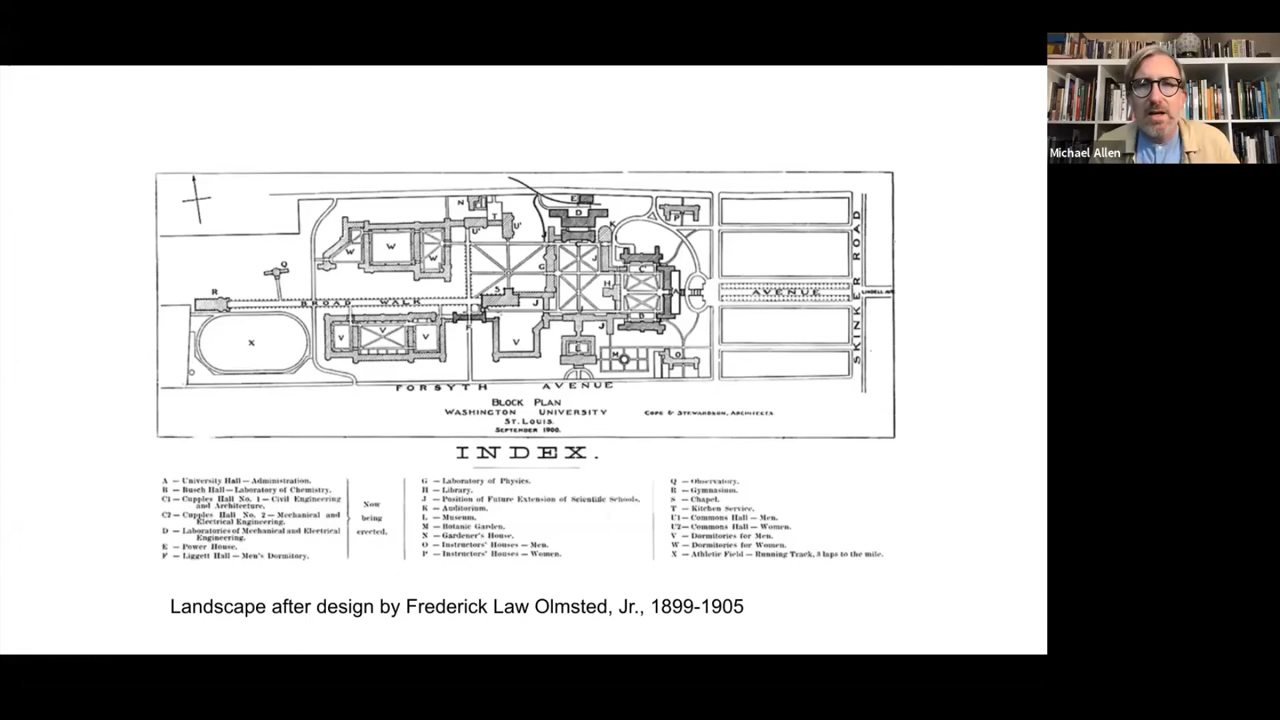 Michael Allen
R
Q
X
BROAD WALK
W
W
W
V
V
V
F
N
T
U'
U'
S
G
J
V
E
D
K
J
H
J
E
J
C'
A
B
M
P
O
AVENUE
SKINKER ROAD
LINDELL AVE
FORSYTH AVENUE
BLOCK PLAN
WASHINGTON UNIVERSITY
ST. LOUIS.
SEPTEMBER 1900.
COPE & STEWARDSON, ARCHITECTS
INDEX.
A — University Hall — Administration.
B — Busch Hall — Laboratory of Chemistry.
C1 — Cupples Hall No. 1 — Civil Engineering
and Architecture.
C2 — Cupples Hall No. 2 — Mechanical and
Electrical Engineering.
D — Laboratories of Mechanical and Electrical
Engineering.
E — Power House.
F — Liggett Hall — Men's Dormitory.
Now
being
erected.
G — Laboratory of Physics.
H — Library.
J — Position of Future Extension of Scientific Schools.
K — Auditorium.
L — Museum.
M — Botanic Garden.
N — Gardener's House.
O — Instructors' Houses — Men.
P — Instructors' Houses — Women.
Q — Observatory.
R — Gymnasium.
S — Chapel.
T — Kitchen Service.
U1 — Commons Hall — Men.
U2 — Commons Hall — Women.
V — Dormitories for Men.
W — Dormitories for Women.
X — Athletic Field — Running Track, 3 laps to the mile.
Landscape after design by Frederick Law Olmsted, Jr., 1899-1905